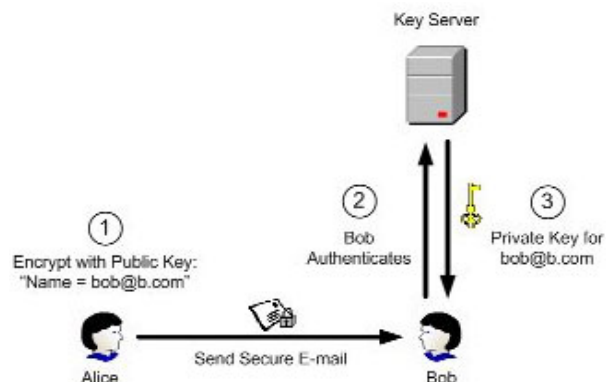 Key Server
1
Encrypt with Public Key:
"Name = bob@b.com"
2
Bob
Authenticates
3
Private Key for
bob@b.com
Send Secure E-mail
Alice
Bob